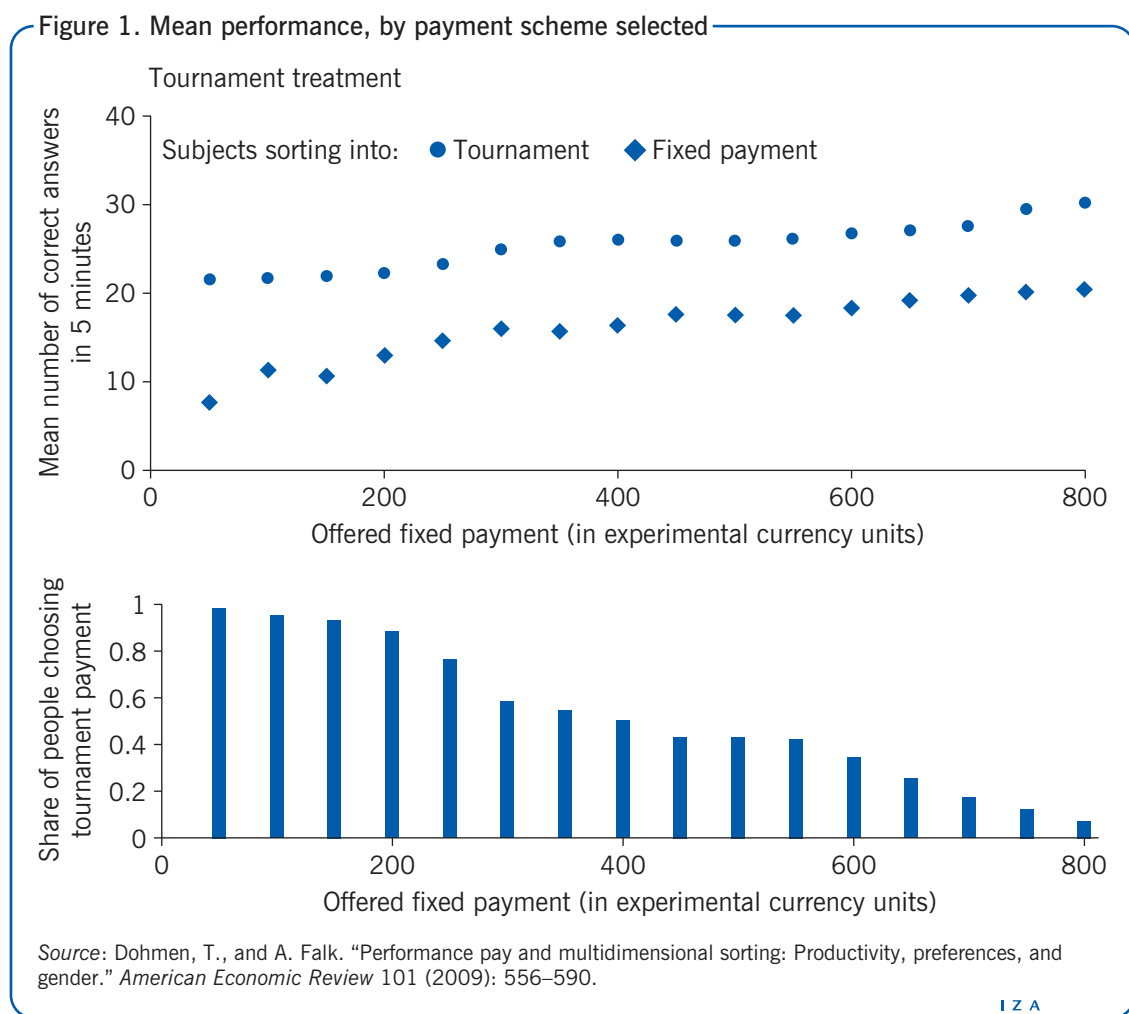 Figure 1. Mean performance, by payment scheme selected
Tournament treatment
Mean number of correct answers
in 5 minutes
40
30
20
10
0
Subjects sorting into: Tournament Fixed payment
0 200 400 600 800
Offered fixed payment (in experimental currency units)
Share of people choosing
tournament payment
1
0.8
0.6
0.4
0.2
0
0 200 400 600 800
Offered fixed payment (in experimental currency units)
Source: Dohmen, T., and A. Falk. “Performance pay and multidimensional sorting: Productivity, preferences, and
gender.” American Economic Review 101 (2009): 556–590.
I Z A